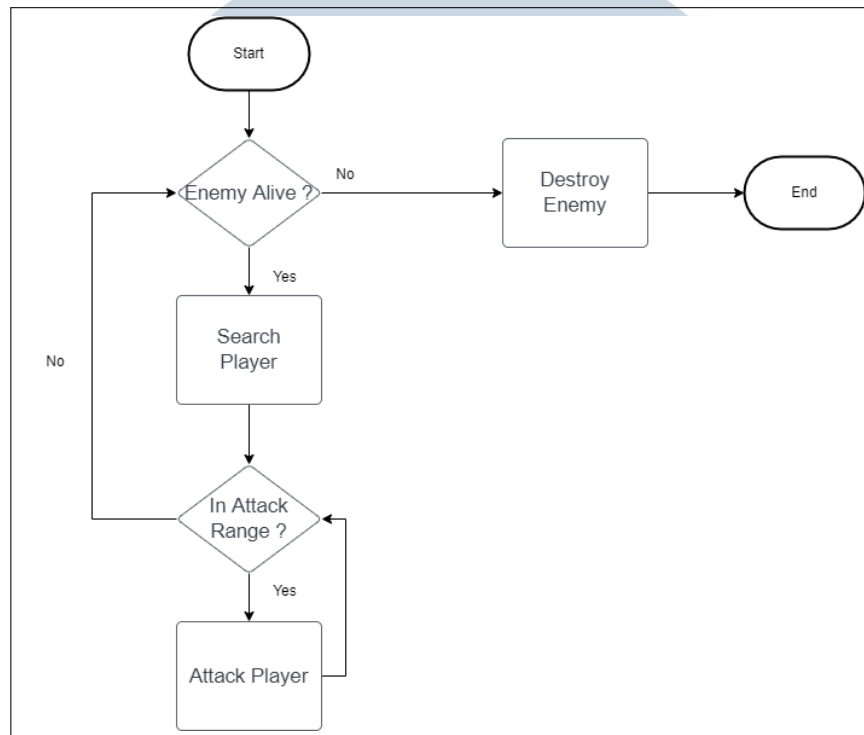 Start
Enemy Alive ?
No
Destroy
Enemy
End
Yes
Search
Player
No
In Attack
Range ?
Yes
Attack Player